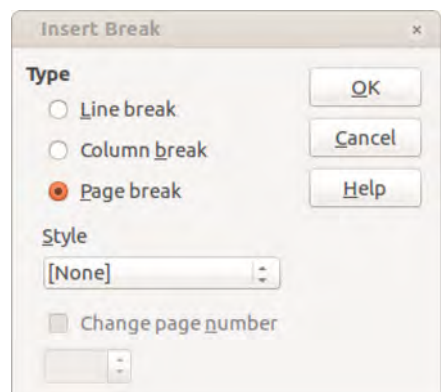 Insert Break
Type
OK
Line break
Cancel
Column break
Page break
Help
Style
[None]
Change page number